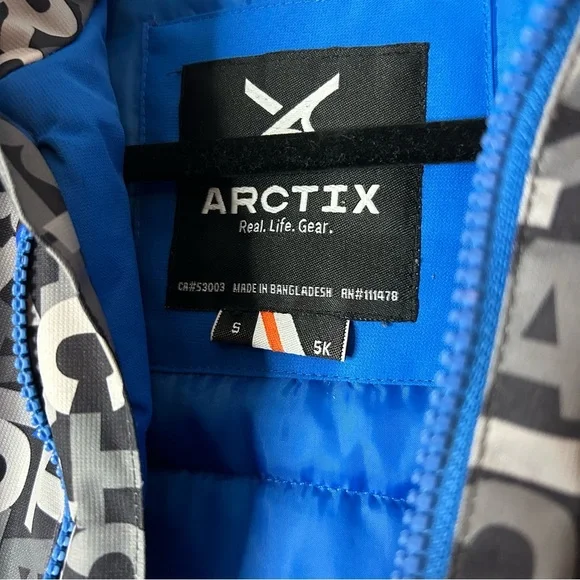 ARCTIX
Real. Life. Gear.
CA#53003 MADE IN BANGLADESH RN#111478
S 5K